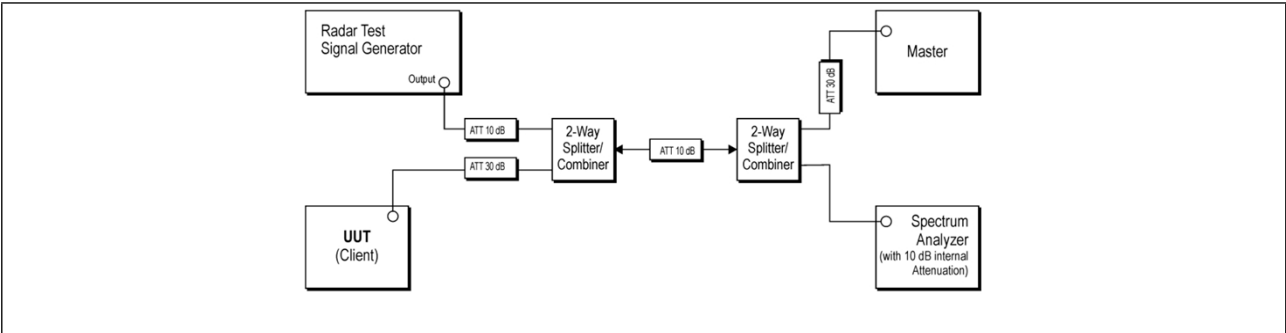 Radar Test
Signal Generator
Output
ATT 10 dB
ATT 30 dB
2-Way
Splitter/
Combiner
ATT 10 dB
2-Way
Splitter/
Combiner
ATT 30 dB
Master
UUT
(Client)
Spectrum
Analyzer
(with 10 dB internal
Attenuation)